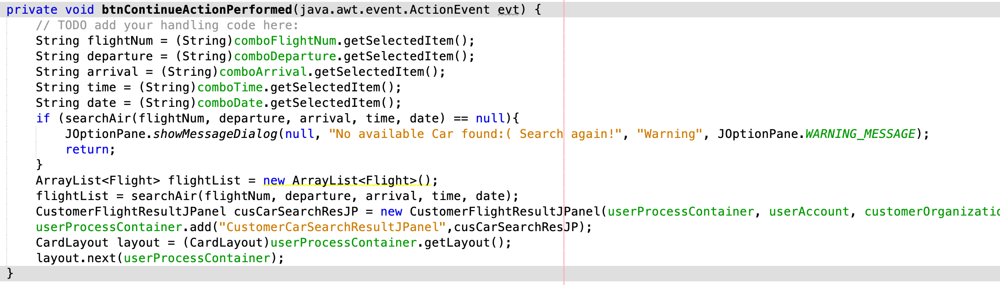 private void btnContinueActionPerformed(java.awt.event.ActionEvent evt) {
    // TODO add your handling code here:
    String flightNum = (String)comboFlightNum.getSelectedItem();
    String departure = (String)comboDeparture.getSelectedItem();
    String arrival = (String)comboArrival.getSelectedItem();
    String time = (String)comboTime.getSelectedItem();
    String date = (String)comboDate.getSelectedItem();
    if (searchAir(flightNum, departure, arrival, time, date) == null){
        JOptionPane.showMessageDialog(null, "No available Car found:( Search again!", "Warning", JOptionPane.WARNING_MESSAGE);
        return;
    }
    ArrayList<Flight> flightList = new ArrayList<Flight>();
    flightList = searchAir(flightNum, departure, arrival, time, date);
    CustomerFlightResultJPanel cusCarSearchResJP = new CustomerFlightResultJPanel(userProcessContainer, userAccount, customerOrganizatio
    userProcessContainer.add("CustomerCarSearchResultJPanel",cusCarSearchResJP);
    CardLayout layout = (CardLayout)userProcessContainer.getLayout();
    layout.next(userProcessContainer);
}